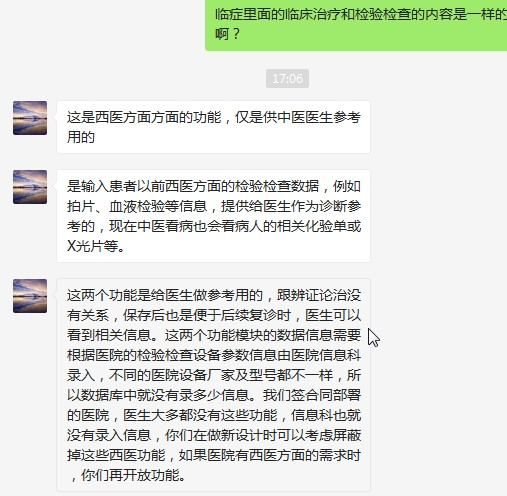 临症里面的临床治疗和检验检查的内容是一样的
啊？
17:06
这是西医方面方面的功能，仅是供中医医生参考
用的
是输入患者以前西医方面的检验检查数据，例如
拍片、血液检验等信息，提供给医生作为诊断参
考的，现在中医看病也会看病人的相关化验单或
X光片等。
这两个功能是给医生做参考用的，跟辨证论治没
有关系，保存后也是便于后续复诊时，医生可以
看到相关信息。这两个功能模块的数据信息需要
根据医院的检验检查设备参数信息由医院信息科
录入，不同的医院设备厂家及型号都不一样，所
以数据库中就没有录多少信息。我们签合同部署
的医院，医生大多都没有这些功能，信息科也就
没有录入信息，你们在做新设计时可以考虑屏蔽
掉这些西医功能，如果医院有西医方面的需求时
，你们再开放功能。